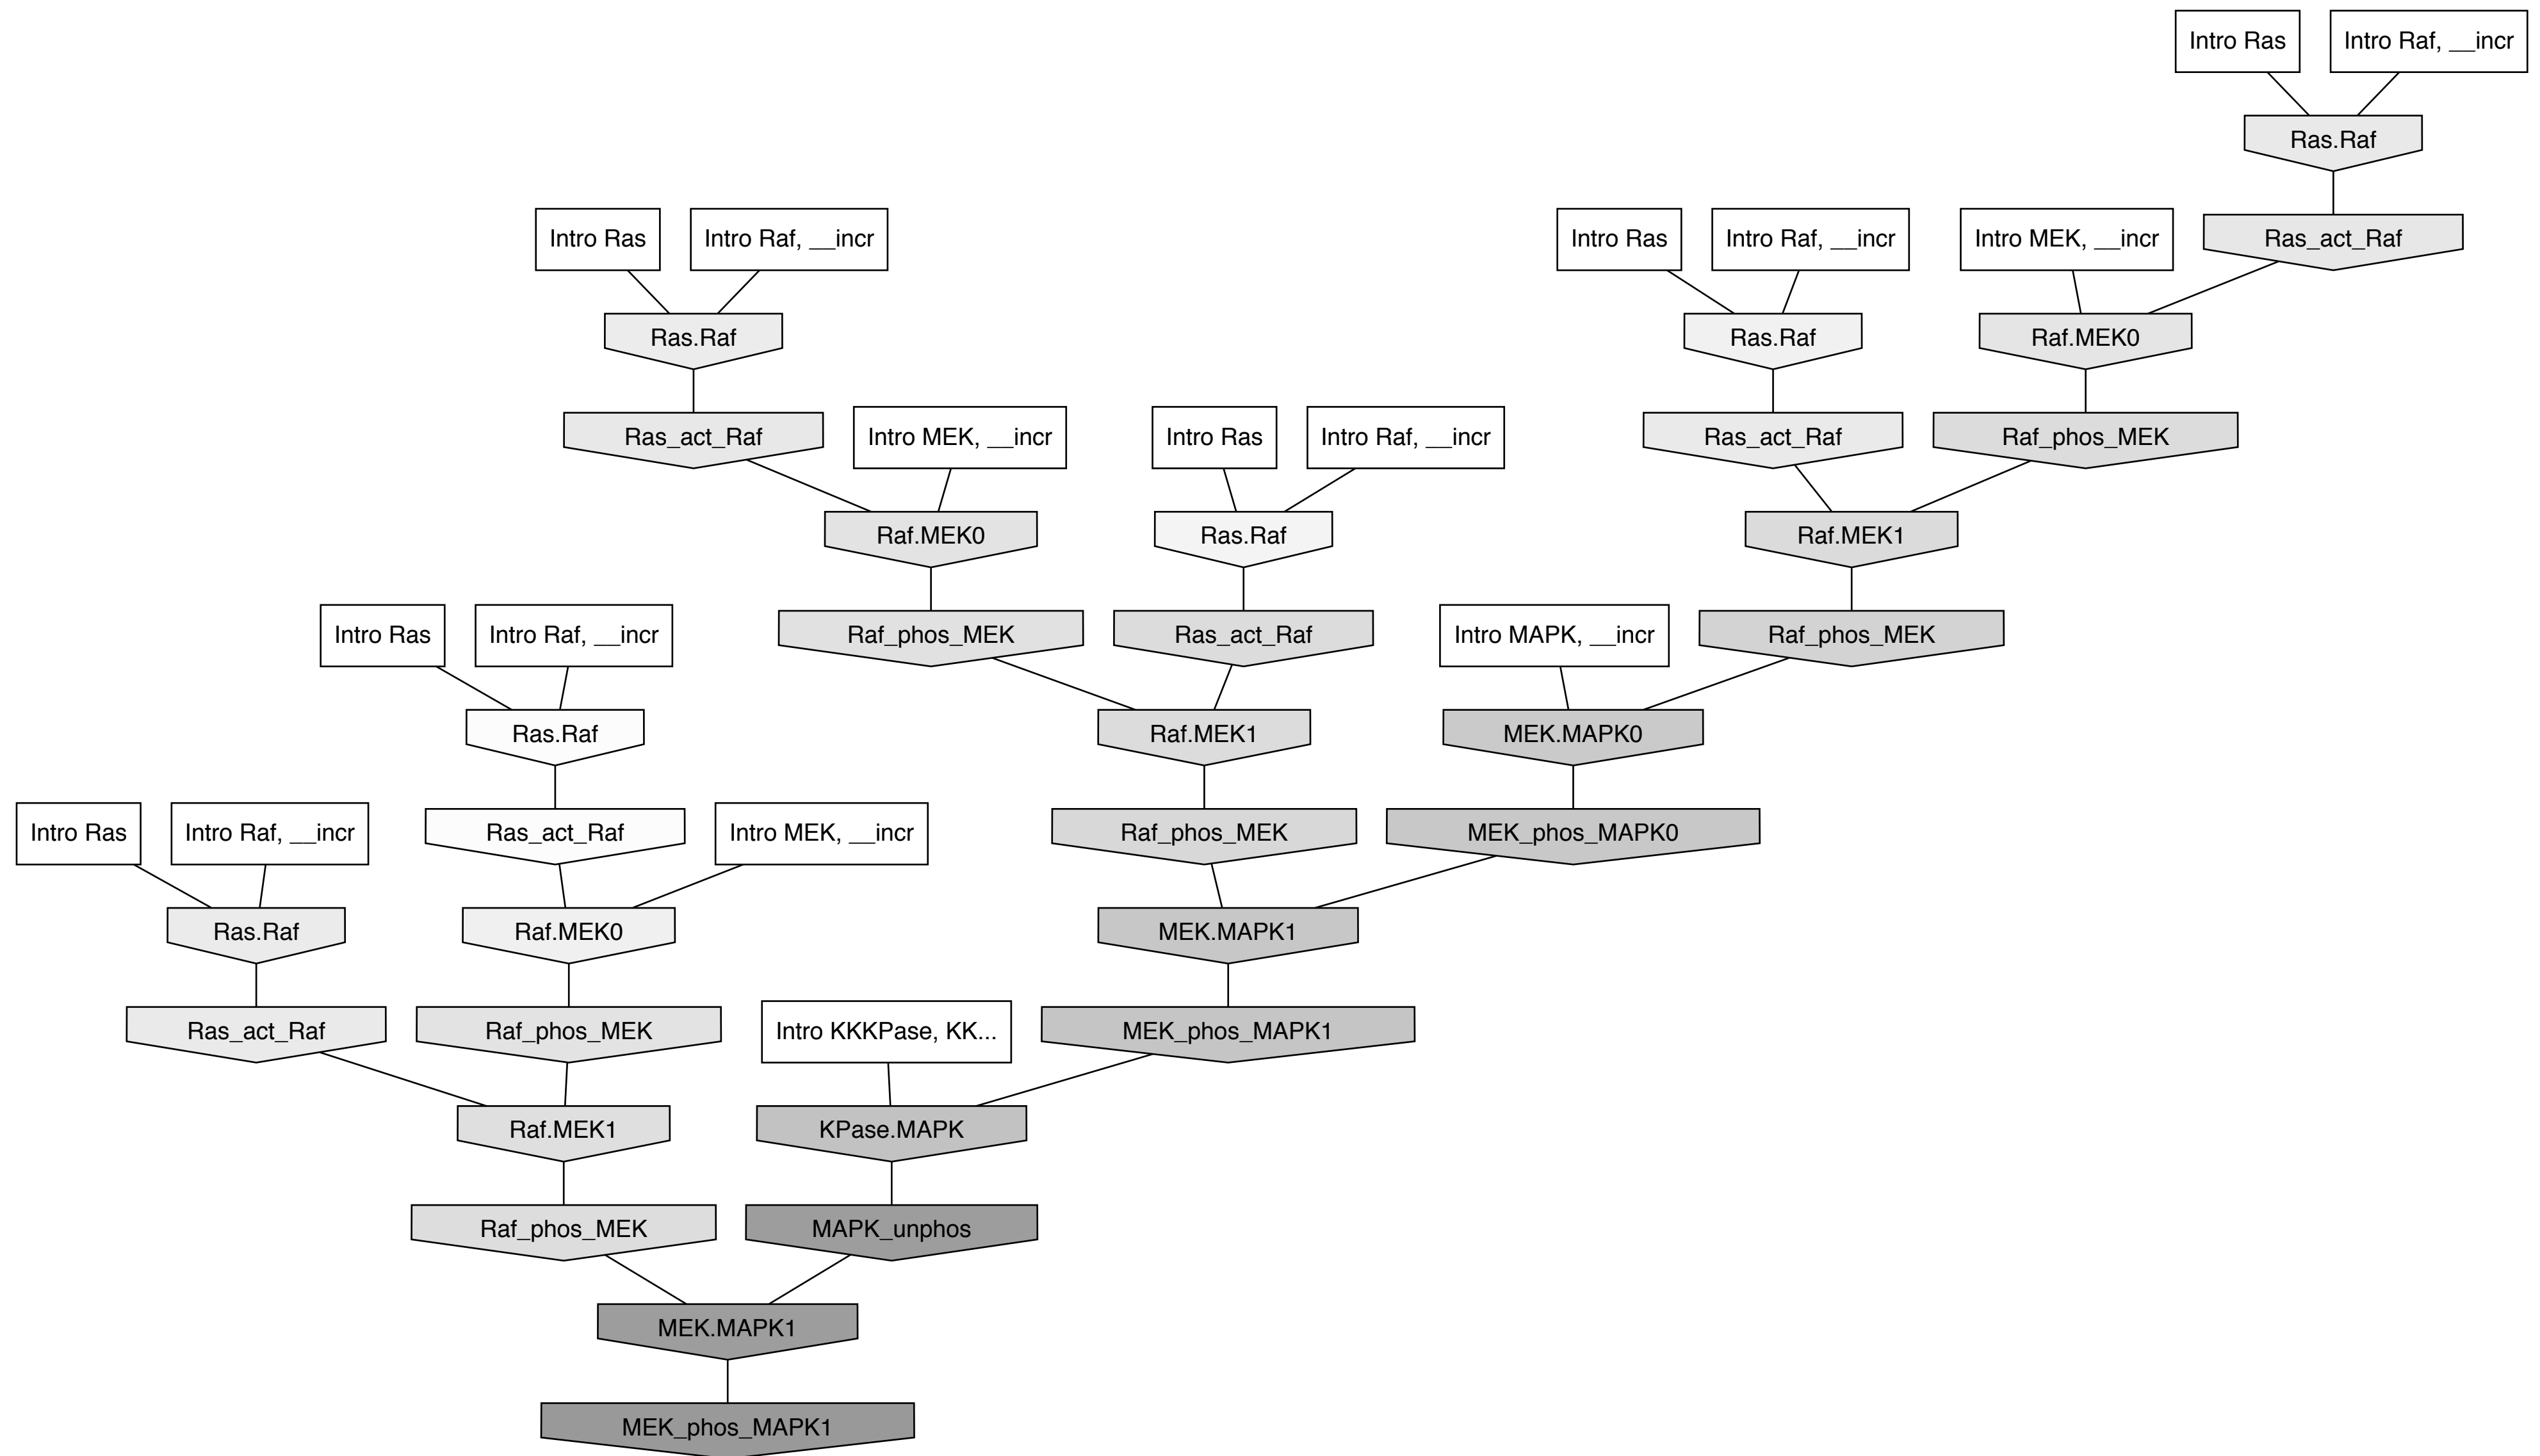 Intro Ras
Intro Raf, __incr
Ras.Raf
Intro Ras
Intro Raf, __incr
Intro Ras
Intro Raf, __incr
Intro MEK, __incr
Ras_act_Raf
Ras.Raf
Ras.Raf
Raf.MEK0
Ras_act_Raf
Intro MEK, __incr
Intro Ras
Intro Raf, __incr
Ras_act_Raf
Raf_phos_MEK
Raf.MEK0
Ras.Raf
Raf.MEK1
Intro Ras
Intro Raf, __incr
Raf_phos_MEK
Ras_act_Raf
Intro MAPK, __incr
Raf_phos_MEK
Ras.Raf
Raf.MEK1
MEK.MAPK0
Intro Ras
Intro Raf, __incr
Ras_act_Raf
Intro MEK, __incr
Raf_phos_MEK
MEK_phos_MAPK0
Ras.Raf
Raf.MEK0
MEK.MAPK1
Ras_act_Raf
Raf_phos_MEK
Intro KKKPase, KK...
MEK_phos_MAPK1
Raf.MEK1
KPase.MAPK
Raf_phos_MEK
MAPK_unphos
MEK.MAPK1
MEK_phos_MAPK1